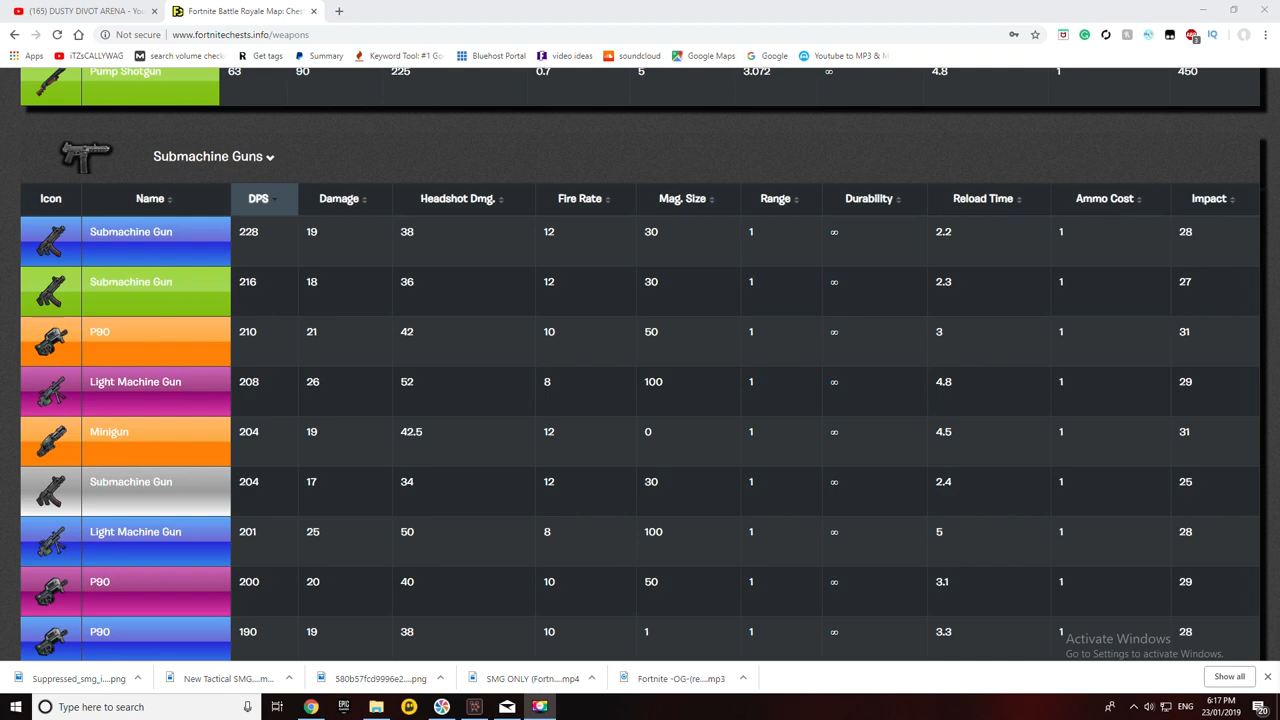 (165) DUSTY DIVOT ARENA - You
Fortnite Battle Royale Map: Ches
Not secure | www.fortnitechests.info/weapons
Apps iTZsCALLYWAG search volume check Get tags Summary Keyword Tool: #1 Go Bluehost Portal video ideas soundcloud Google Maps Google Youtube to MP3 & M
Pump Shotgun 63 90 225 0.7 5 3.072 ∞ 4.8 1 450
Submachine Guns
Icon Name DPS Damage Headshot Dmg. Fire Rate Mag. Size Range Durability Reload Time Ammo Cost Impact
Submachine Gun 228 19 38 12 30 1 ∞ 2.2 1 28
Submachine Gun 216 18 36 12 30 1 ∞ 2.3 1 27
P90 210 21 42 10 50 1 ∞ 3 1 31
Light Machine Gun 208 26 52 8 100 1 ∞ 4.8 1 29
Minigun 204 19 42.5 12 0 1 ∞ 4.5 1 31
Submachine Gun 204 17 34 12 30 1 ∞ 2.4 1 25
Light Machine Gun 201 25 50 8 100 1 ∞ 5 1 28
P90 200 20 40 10 50 1 ∞ 3.1 1 29
P90 190 19 38 10 1 1 ∞ 3.3 1 28
Activate Windows
Go to Settings to activate Windows.
Suppressed_smg_i....png New Tactical SMG....m... 580b57fcd9996e2....png SMG ONLY (Fortn....mp4 Fortnite -OG-(re....mp3 Show all
Type here to search EPIC ENG 6:17 PM
23/01/2019 20